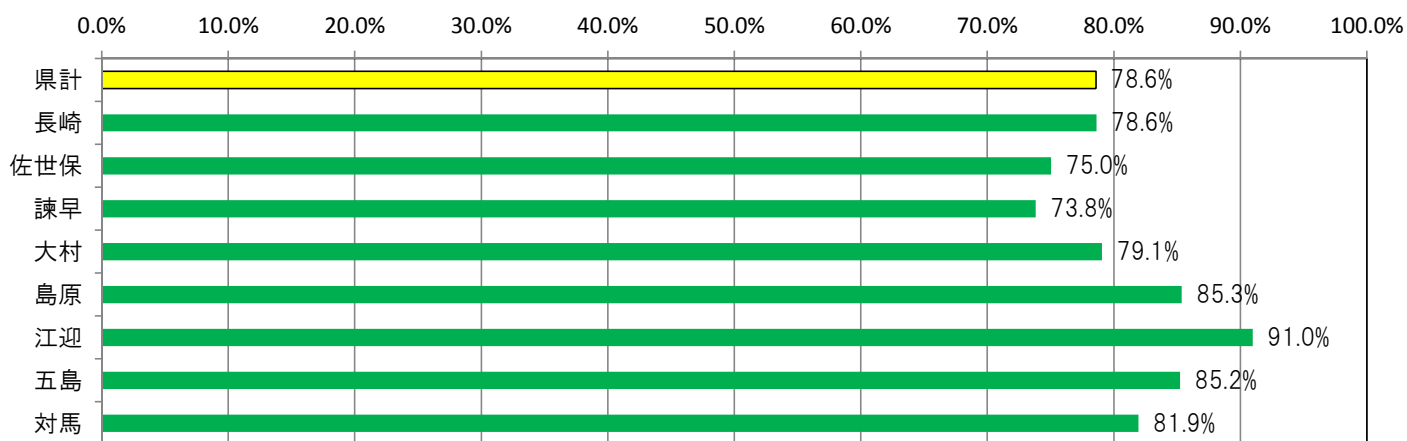 0.0% 10.0% 20.0% 30.0% 40.0% 50.0% 60.0% 70.0% 80.0% 90.0% 100.0%
県計 78.6%
長崎 78.6%
佐世保 75.0%
諫早 73.8%
大村 79.1%
島原 85.3%
江迎 91.0%
五島 85.2%
対馬 81.9%